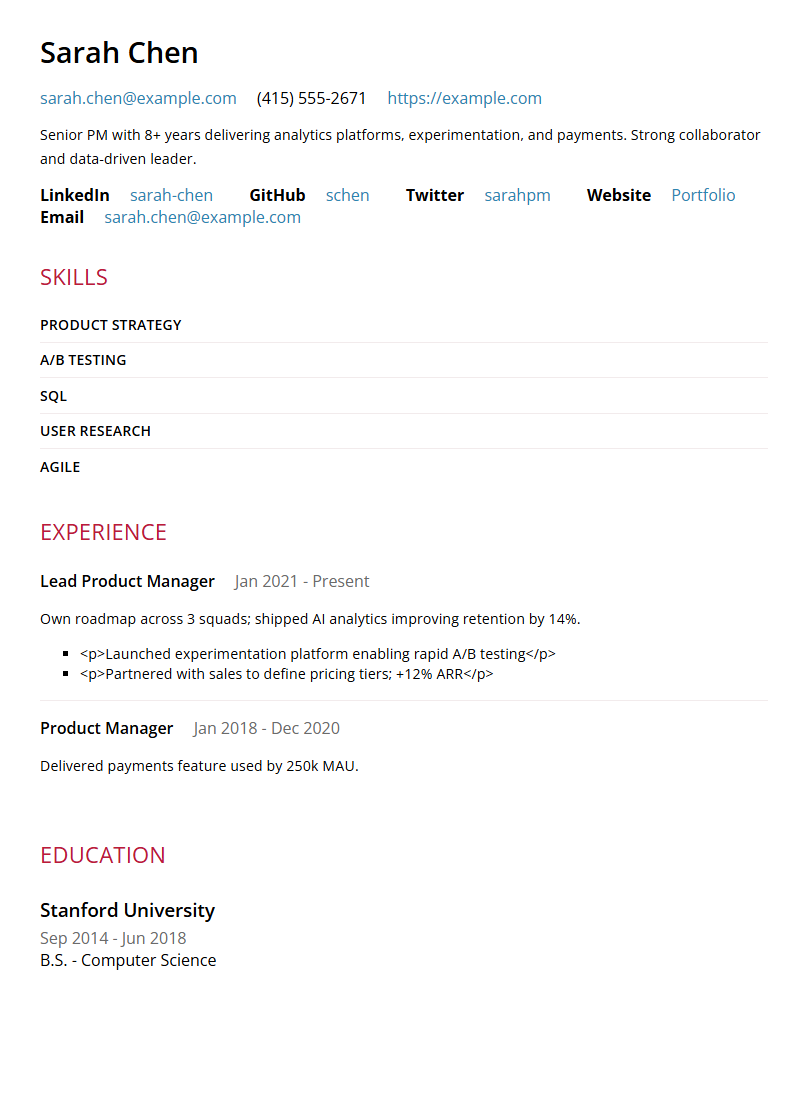 Sarah Chen
sarah.chen@example.com (415) 555-2671 https://example.com
Senior PM with 8+ years delivering analytics platforms, experimentation, and payments. Strong collaborator
and data-driven leader.
LinkedIn sarah-chen GitHub schen Twitter sarahpm Website Portfolio
Email sarah.chen@example.com
SKILLS
PRODUCT STRATEGY
A/B TESTING
SQL
USER RESEARCH
AGILE
EXPERIENCE
Lead Product Manager Jan 2021 - Present
Own roadmap across 3 squads; shipped AI analytics improving retention by 14%.
▪ <p>Launched experimentation platform enabling rapid A/B testing</p>
▪ <p>Partnered with sales to define pricing tiers; +12% ARR</p>
Product Manager Jan 2018 - Dec 2020
Delivered payments feature used by 250k MAU.
EDUCATION
Stanford University
Sep 2014 - Jun 2018
B.S. - Computer Science